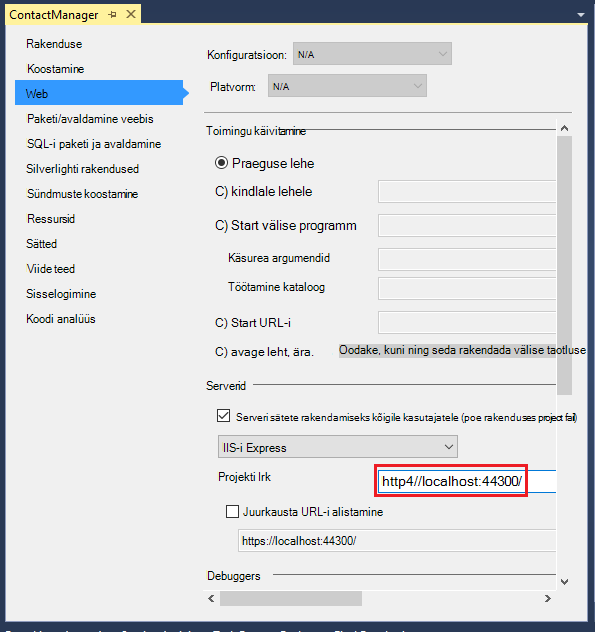 ContactManager
Rakenduse
Koostamine
Web
Paketi/avaldamine veebis
SQL-i paketi ja avaldamine
Silverlighti rakendused
Sündmuste koostamine
Ressursid
Sätted
Viide teed
Sisselogimine
Koodi analüüs
Konfiguratsioon: N/A
Platvorm: N/A
Toimingu käivitamine
Praeguse lehe
C) kindlale lehele
C) Start välise programm
Käsurea argumendid
Töötamine kataloog
C) Start URL-i
C) avage leht, ära. Oodake, kuni ning seda rakendada välise taotluse
Serverid
Serveri sätete rakendamiseks kõigile kasutajatele (poe rakenduses project fail)
IIS-i Express
Projekti lrk http4//localhost:44300/
Juurkausta URL-i alistamine
https://localhost:44300/
Debuggers